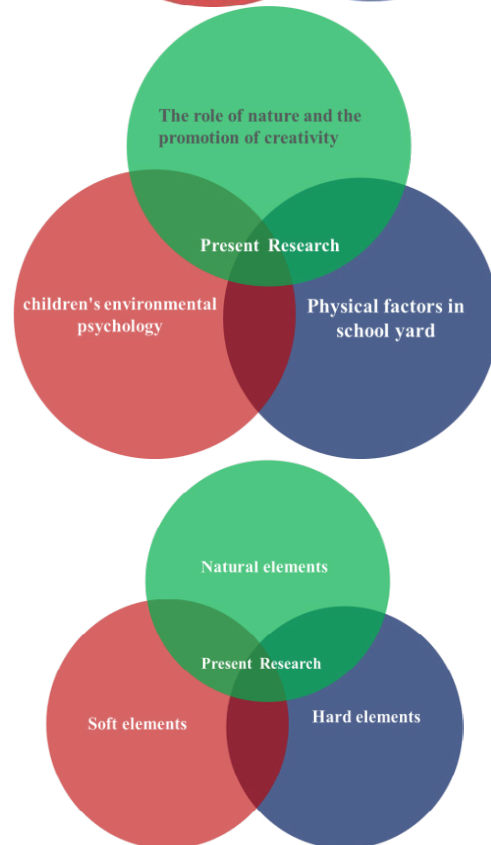 The role of nature and the
promotion of creativity
Present Research
children's environmental
psychology
Physical factors in
school yard
Natural elements
Present Research
Soft elements
Hard elements